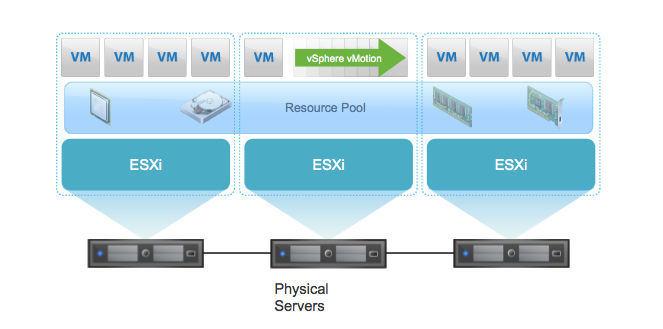 VM VM VM VM VM vSphere vMotion VM VM VM VM
Resource Pool
ESXi ESXi ESXi
Physical
Servers